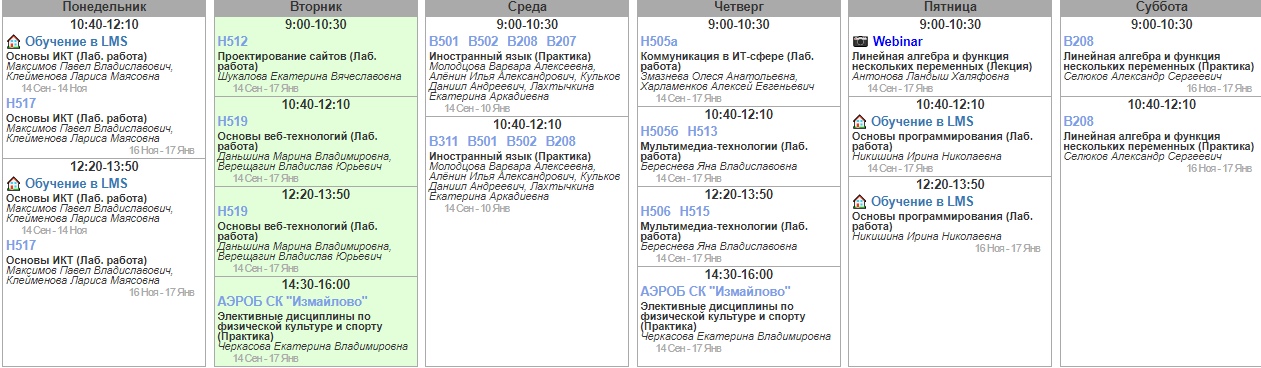 Понедельник
10:40-12:10
Обучение в LMS
Основы ИКТ (Лаб. работа)
Максимов Павел Владиславович,
Клейменова Лариса Маясовна
14 Сен - 14 Ноя
Н517
Основы ИКТ (Лаб. работа)
Максимов Павел Владиславович,
Клейменова Лариса Маясовна
16 Ноя - 17 Янв
12:20-13:50
Обучение в LMS
Основы ИКТ (Лаб. работа)
Максимов Павел Владиславович,
Клейменова Лариса Маясовна
14 Сен - 14 Ноя
Н517
Основы ИКТ (Лаб. работа)
Максимов Павел Владиславович,
Клейменова Лариса Маясовна
16 Ноя - 17 Янв
Вторник
9:00-10:30
Н512
Проектирование сайтов (Лаб.
работа)
Шукалова Екатерина Вячеславовна
14 Сен - 17 Янв
10:40-12:10
Н519
Основы веб-технологий (Лаб.
работа)
Даньшина Марина Владимировна,
Верещагин Владислав Юрьевич
14 Сен - 17 Янв
12:20-13:50
Н519
Основы веб-технологий (Лаб.
работа)
Даньшина Марина Владимировна,
Верещагин Владислав Юрьевич
14 Сен - 17 Янв
14:30-16:00
АЭРОБ СК "Измайлово"
Элективные дисциплины по
физической культуре и спорту
(Практика)
Черкасова Екатерина Владимировна
14 Сен - 17 Янв
Среда
9:00-10:30
В501 В502 В208 В207
Иностранный язык (Практика)
Молодцова Варвара Алексеевна,
Алёнин Илья Александрович, Кульков
Даниил Андреевич, Лахтычкина
Екатерина Аркадиевна
14 Сен - 10 Янв
10:40-12:10
В311 В501 В502 В208
Иностранный язык (Практика)
Молодцова Варвара Алексеевна,
Алёнин Илья Александрович, Кульков
Даниил Андреевич, Лахтычкина
Екатерина Аркадиевна
14 Сен - 10 Янв
Четверг
9:00-10:30
Н505а
Коммуникация в ИТ-сфере (Лаб.
работа)
Змазнева Олеся Анатольевна,
Харламенков Алексей Евгеньевич
14 Сен - 17 Янв
10:40-12:10
Н505б Н513
Мультимедиа-технологии (Лаб.
работа)
Береснева Яна Владиславовна
14 Сен - 17 Янв
12:20-13:50
Н506 Н515
Мультимедиа-технологии (Лаб.
работа)
Береснева Яна Владиславовна
14 Сен - 17 Янв
14:30-16:00
АЭРОБ СК "Измайлово"
Элективные дисциплины по
физической культуре и спорту
(Практика)
Черкасова Екатерина Владимировна
14 Сен - 17 Янв
Пятница
9:00-10:30
Webinar
Линейная алгебра и функция
нескольких переменных (Лекция)
Антонова Ландыш Халяфовна
14 Сен - 17 Янв
10:40-12:10
Обучение в LMS
Основы программирования (Лаб.
работа)
Никишина Ирина Николаевна
14 Сен - 17 Янв
12:20-13:50
Обучение в LMS
Основы программирования (Лаб.
работа)
Никишина Ирина Николаевна
16 Ноя - 17 Янв
Суббота
9:00-10:30
В208
Линейная алгебра и функция
нескольких переменных (Практика)
Селюков Александр Сергеевич
16 Ноя - 17 Янв
10:40-12:10
В208
Линейная алгебра и функция
нескольких переменных (Практика)
Селюков Александр Сергеевич
16 Ноя - 17 Янв